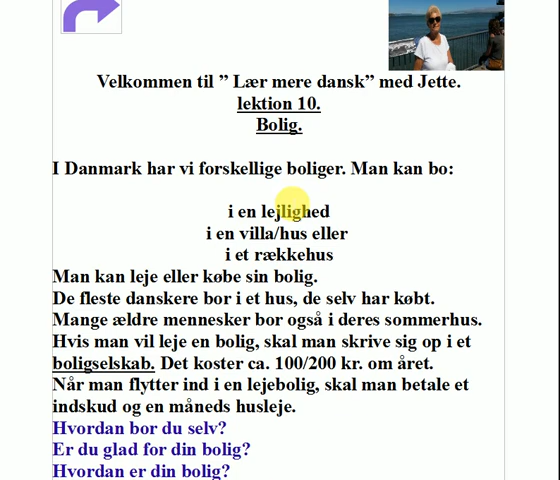 Velkommen til ” Lær mere dansk” med Jette.
lektion 10.
Bolig.
I Danmark har vi forskellige boliger. Man kan bo:
i en lejlighed
i en villa/hus eller
i et rækkehus
Man kan leje eller købe sin bolig.
De fleste danskere bor i et hus, de selv har købt.
Mange ældre mennesker bor også i deres sommerhus.
Hvis man vil leje en bolig, skal man skrive sig op i et
boligselskab. Det koster ca. 100/200 kr. om året.
Når man flytter ind i en lejebolig, skal man betale et
indskud og en måneds husleje.
Hvordan bor du selv?
Er du glad for din bolig?
Hvordan er din bolig?